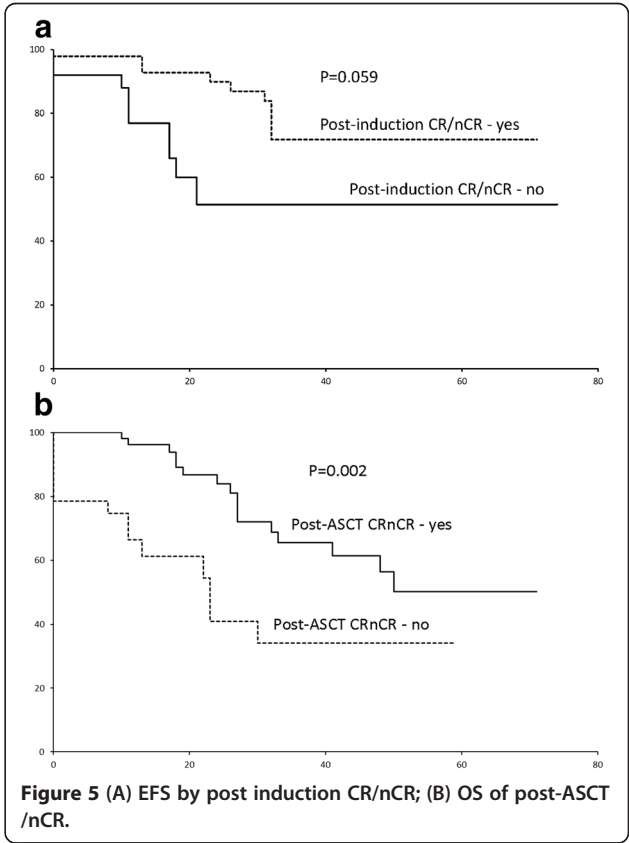 a
100
P=0.059
80
Post-induction CR/nCR - yes
60
Post-induction CR/nCR - no
40
20
0
0 20 40 60 80
b
100
P=0.002
80
Post-ASCT CRnCR - yes
60
Post-ASCT CRnCR - no
40
20
0
0 20 40 60 80
Figure 5 (A) EFS by post induction CR/nCR; (B) OS of post-ASCT
/nCR.